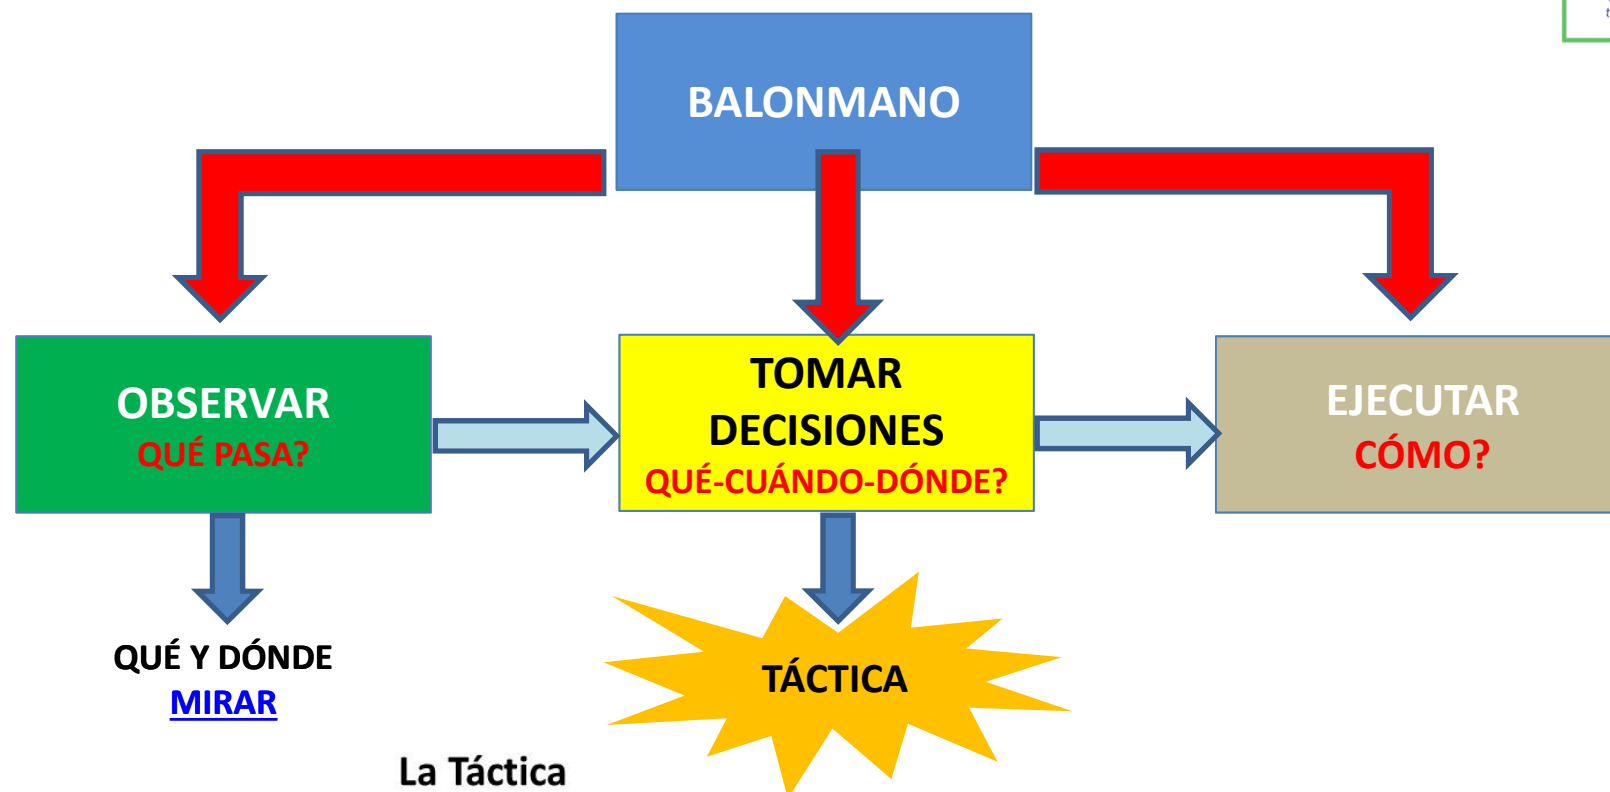 BALONMANO
OBSERVAR
QUÉ PASA?
TOMAR
DECISIONES
QUÉ-CUÁNDO-DÓNDE?
EJECUTAR
CÓMO?
QUÉ Y DÓNDE
MIRAR
TÁCTICA
La Táctica